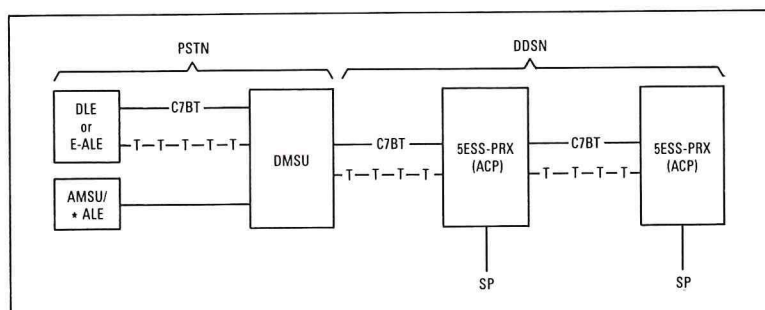 PSTN
DDSN
DLE
or
E-ALE
C7BT
T T T T T
AMSU/
* ALE
DMSU
C7BT
T T T T
5ESS-PRX
(ACP)
C7BT
T T T T
5ESS-PRX
(ACP)
SP
SP